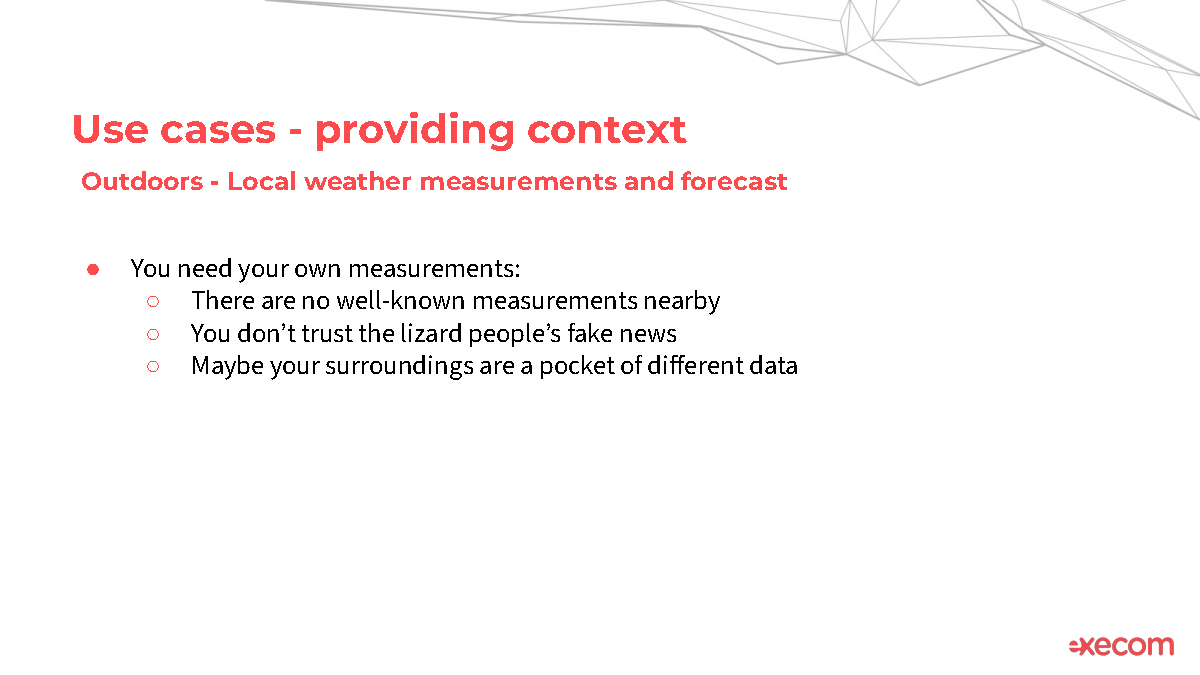 Use cases - providing context
Outdoors - Local weather measurements and forecast
● You need your own measurements:
○ There are no well-known measurements nearby
○ You don’t trust the lizard people’s fake news
○ Maybe your surroundings are a pocket of different data
execom